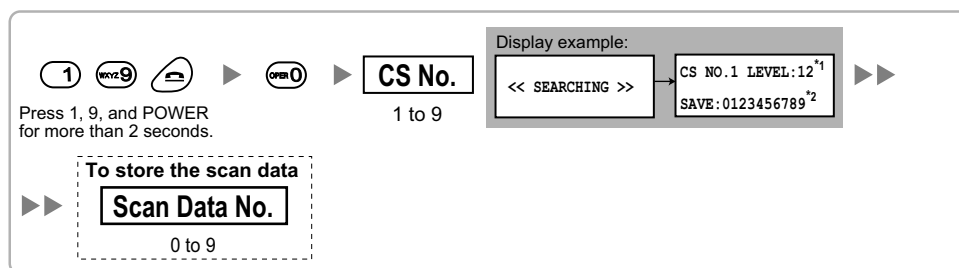 Display example:
1 WXYZ 9 OPER 0 CS No. << SEARCHING >> CS NO.1 LEVEL:12*1
SAVE:0123456789*2
Press 1, 9, and POWER
for more than 2 seconds.
1 to 9
To store the scan data
Scan Data No.
0 to 9